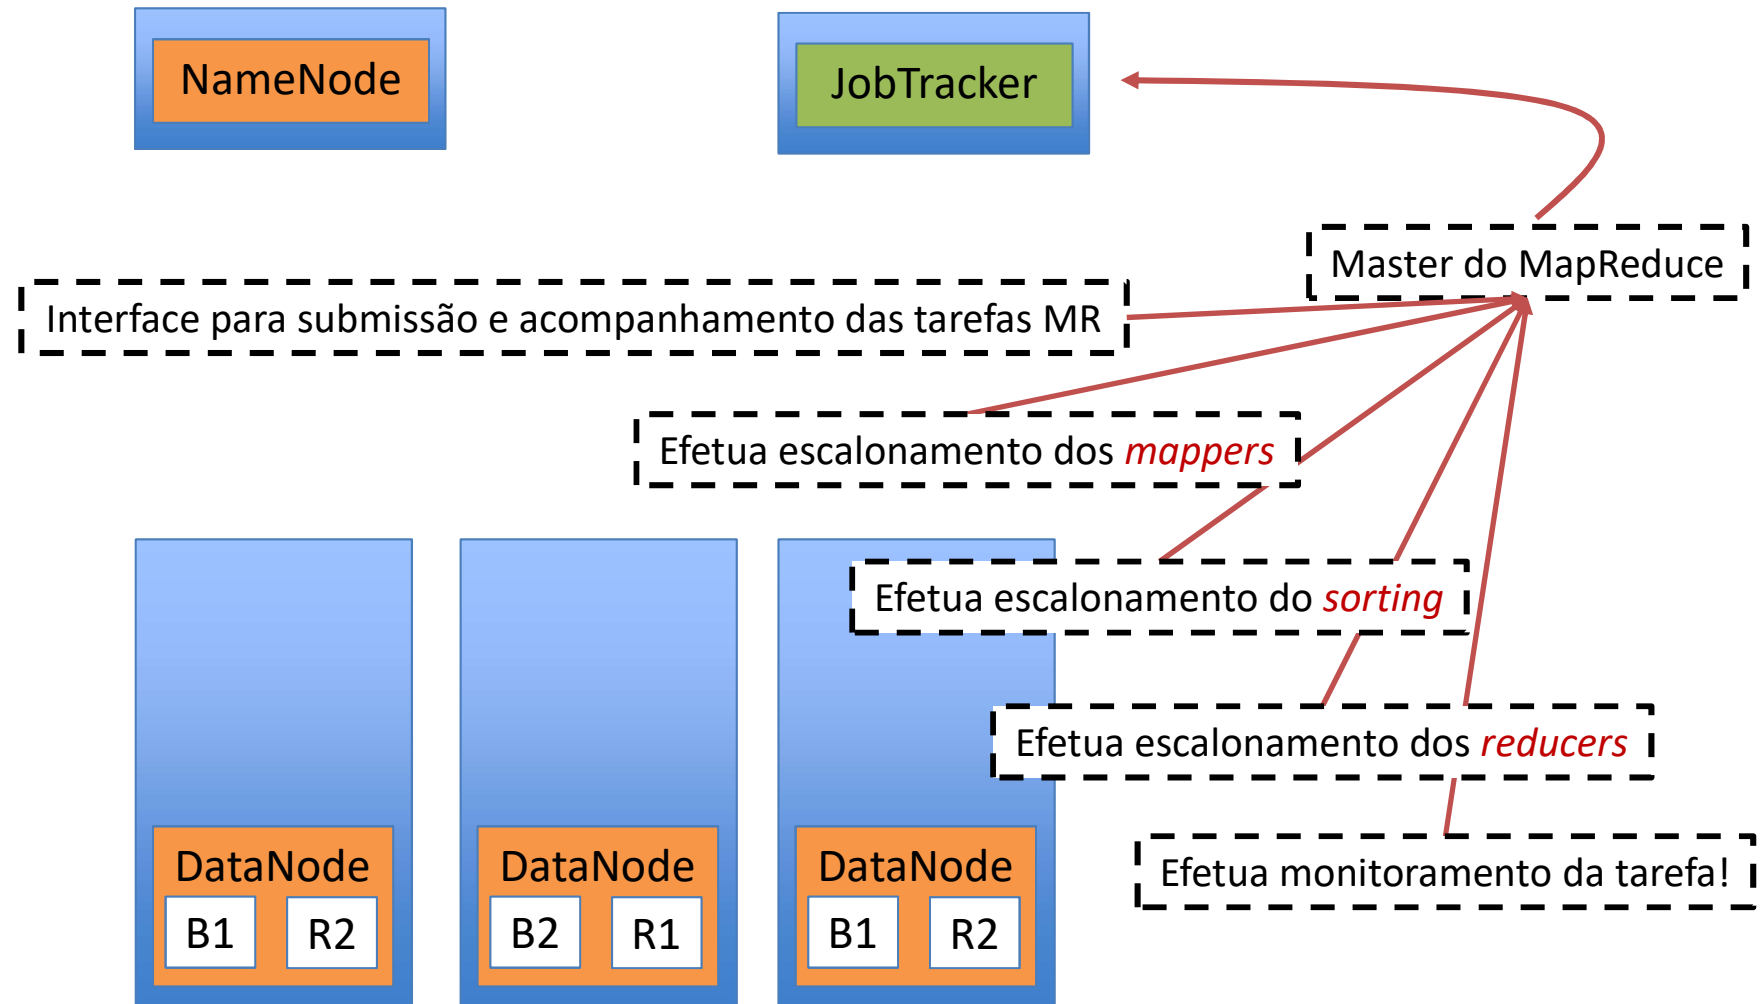 NameNode
JobTracker
Master do MapReduce
Interface para submissão e acompanhamento das tarefas MR
Efetua escalonamento dos mappers
Efetua escalonamento do sorting
Efetua escalonamento dos reducers
Efetua monitoramento da tarefa!
DataNode
B1
R2
DataNode
B2
R1
DataNode
B1
R2